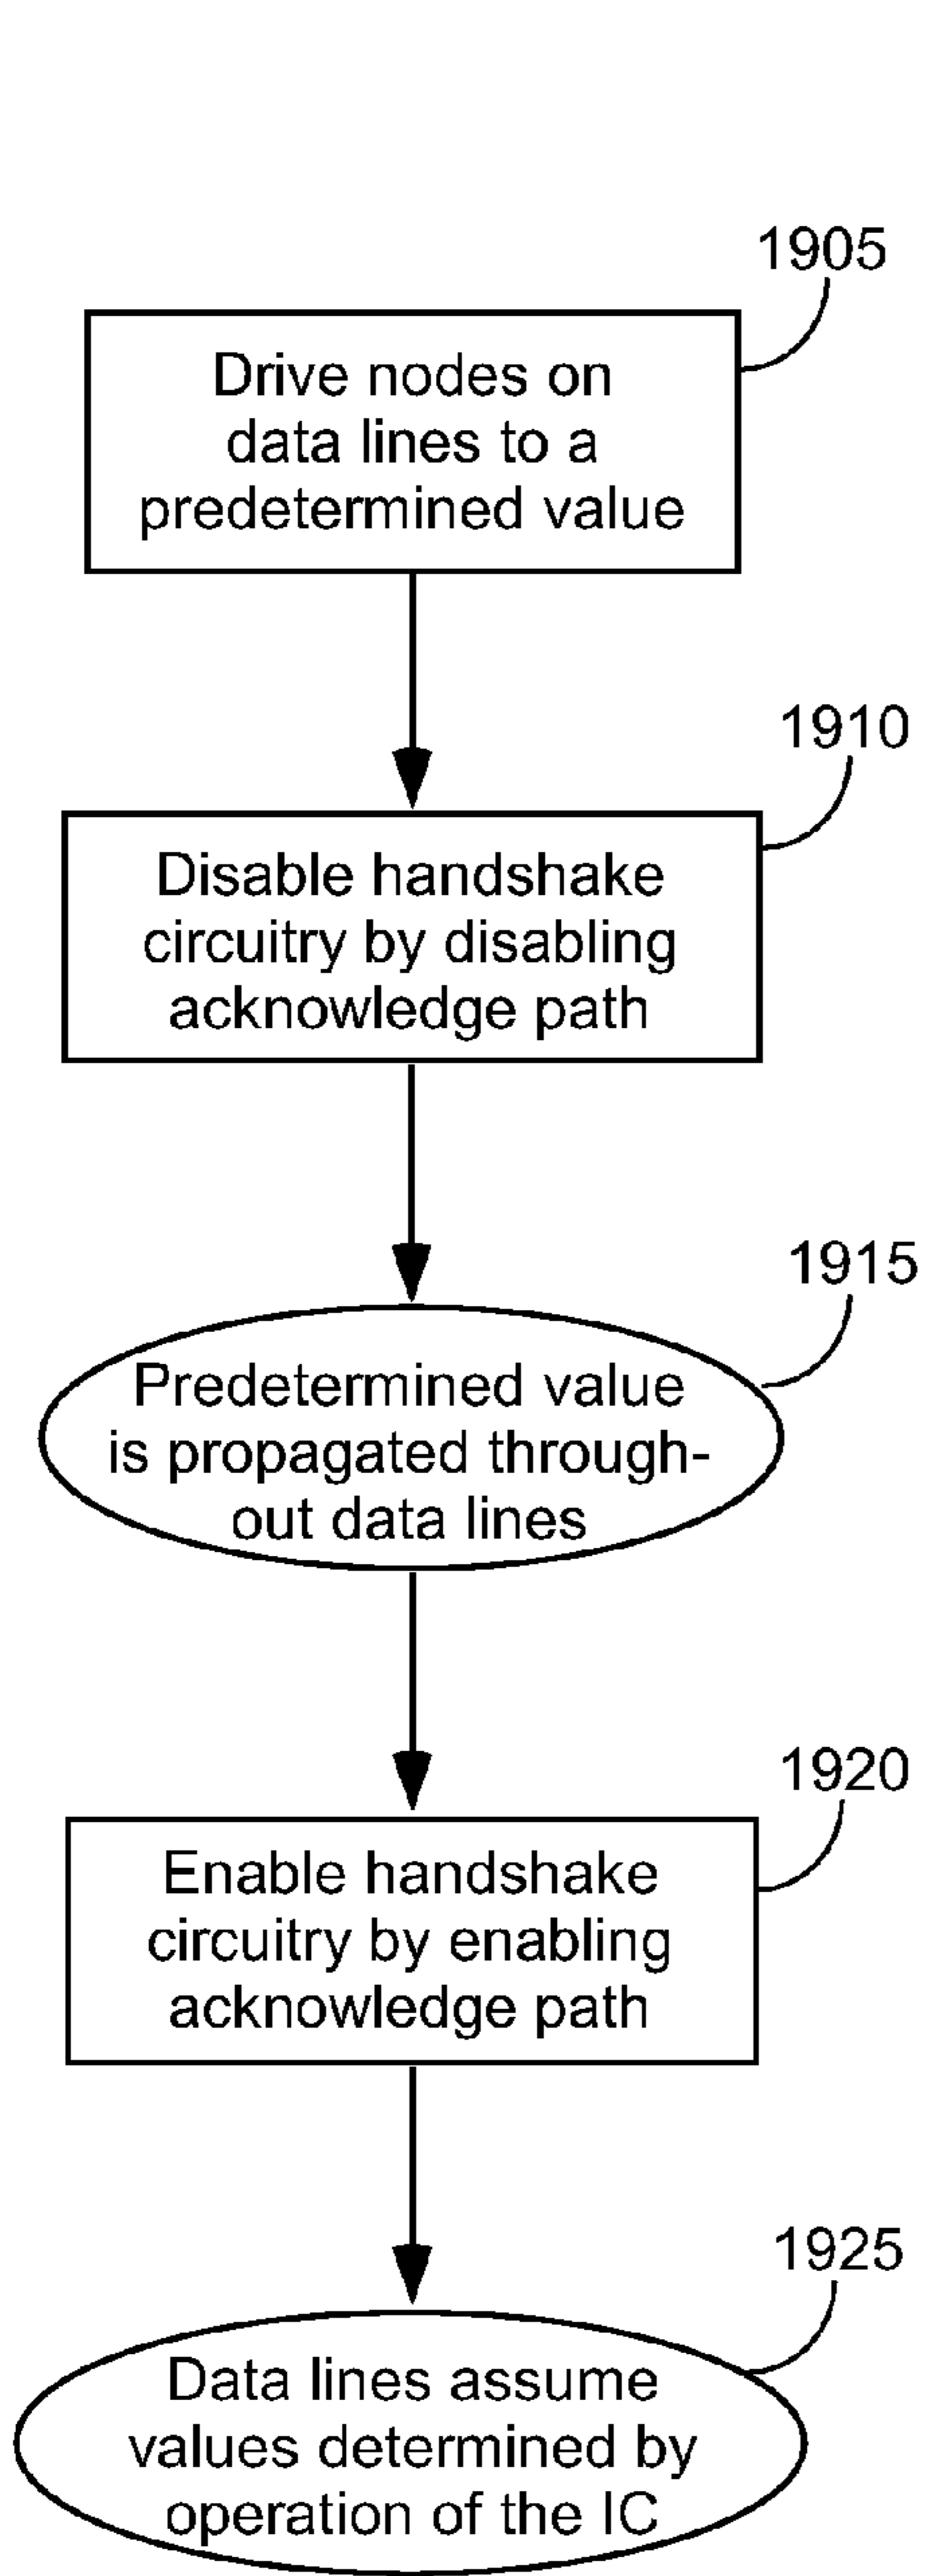 1905
Drive nodes on
data lines to a
predetermined value
1910
Disable handshake
circuitry by disabling
acknowledge path
1915
Predetermined value
is propagated through-
out data lines
1920
Enable handshake
circuitry by enabling
acknowledge path
1925
Data lines assume
values determined by
operation of the IC